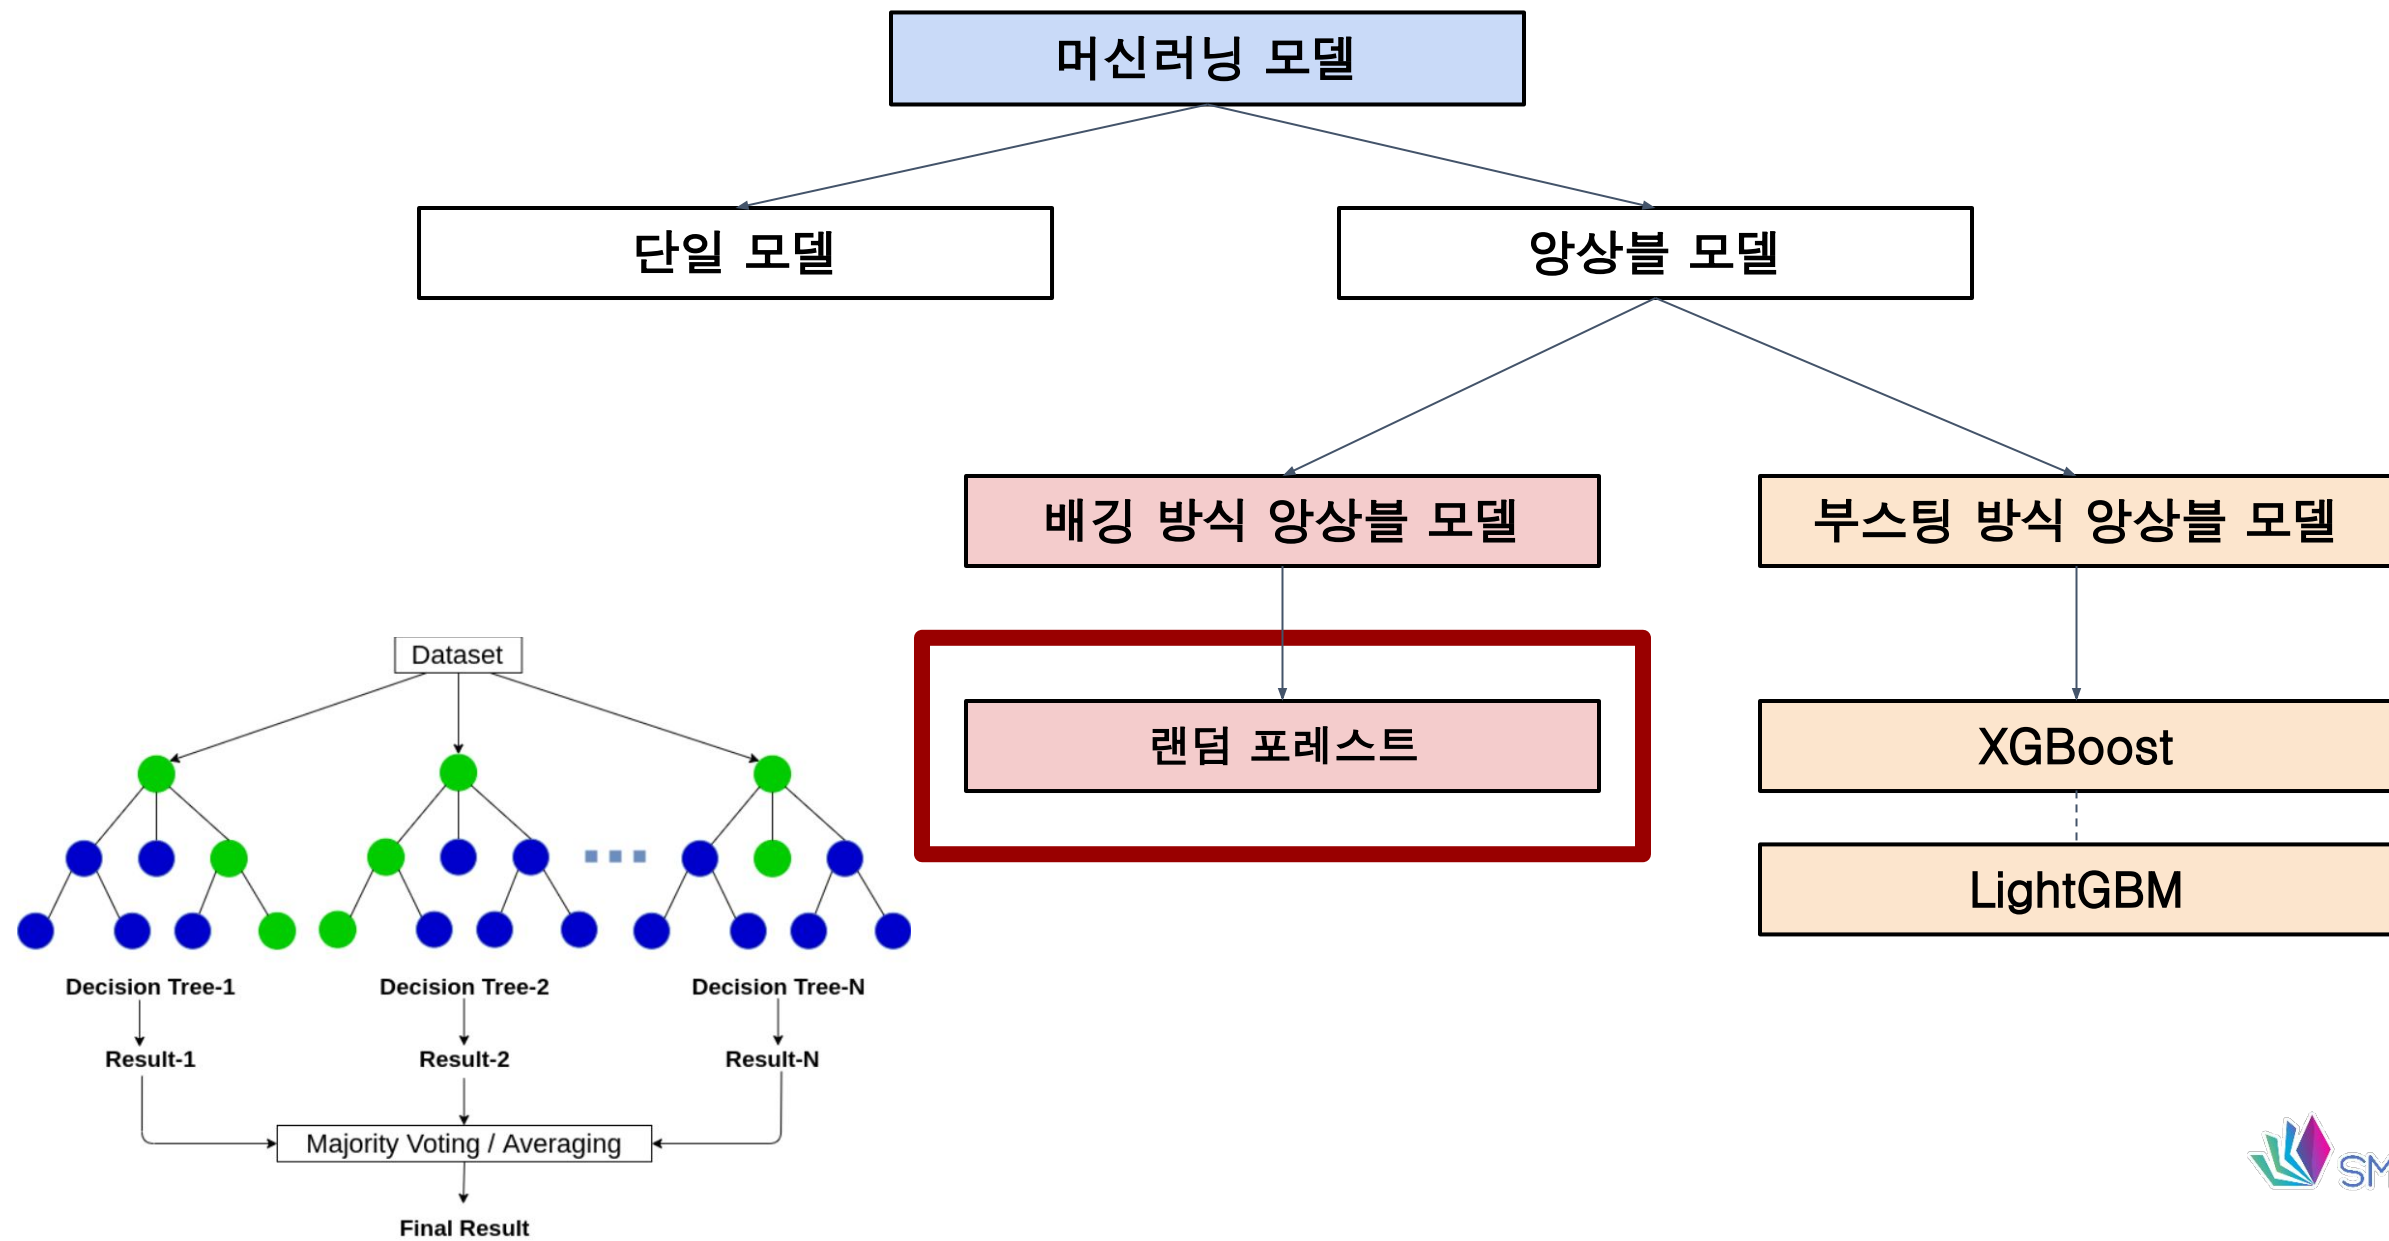 머신러닝 모델
단일 모델
앙상블 모델
배깅 방식 앙상블 모델
부스팅 방식 앙상블 모델
랜덤 포레스트
XGBoost
LightGBM
Dataset
Decision Tree-1
Decision Tree-2
Decision Tree-N
Result-1
Result-2
Result-N
Majority Voting / Averaging
Final Result
SM